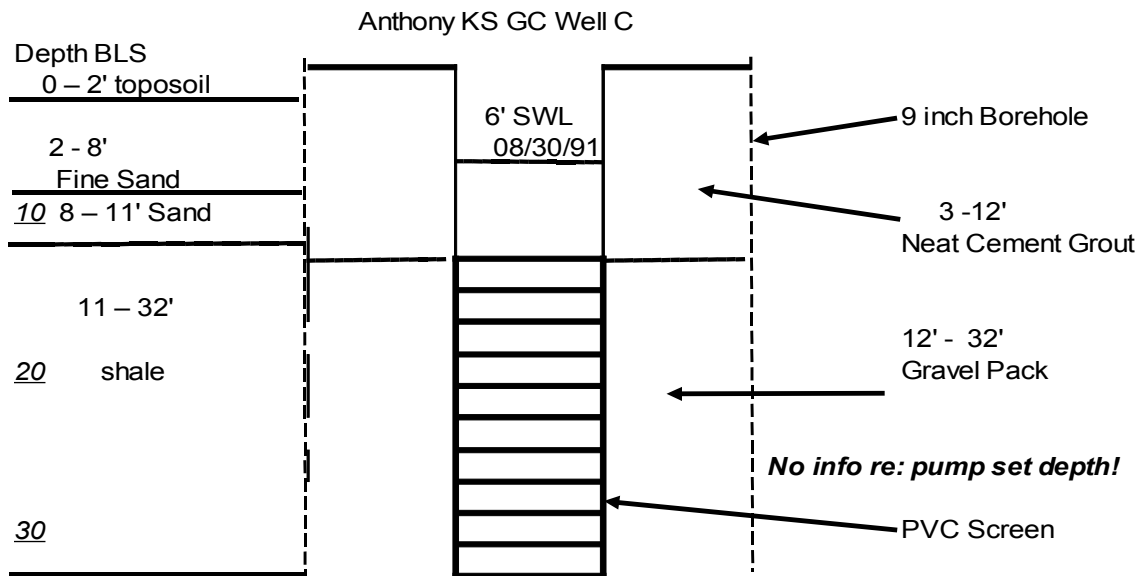 Anthony KS GC Well C
Depth BLS
0 – 2' toposoil
6' SWL
08/30/91
9 inch Borehole
2 - 8'
Fine Sand
10 8 – 11' Sand
3 -12'
Neat Cement Grout
11 – 32'
20 shale
12' - 32'
Gravel Pack
No info re: pump set depth!
30
PVC Screen